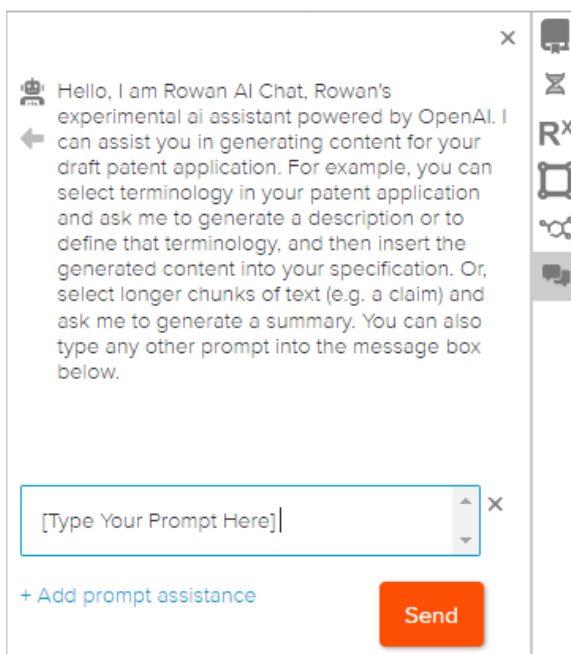 Hello, I am Rowan AI Chat, Rowan's
experimental ai assistant powered by OpenAI. I
can assist you in generating content for your
draft patent application. For example, you can
select terminology in your patent application
and ask me to generate a description or to
define that terminology, and then insert the
generated content into your specification. Or,
select longer chunks of text (e.g. a claim) and
ask me to generate a summary. You can also
type any other prompt into the message box
below.
[Type Your Prompt Here]
+ Add prompt assistance
Send
RX